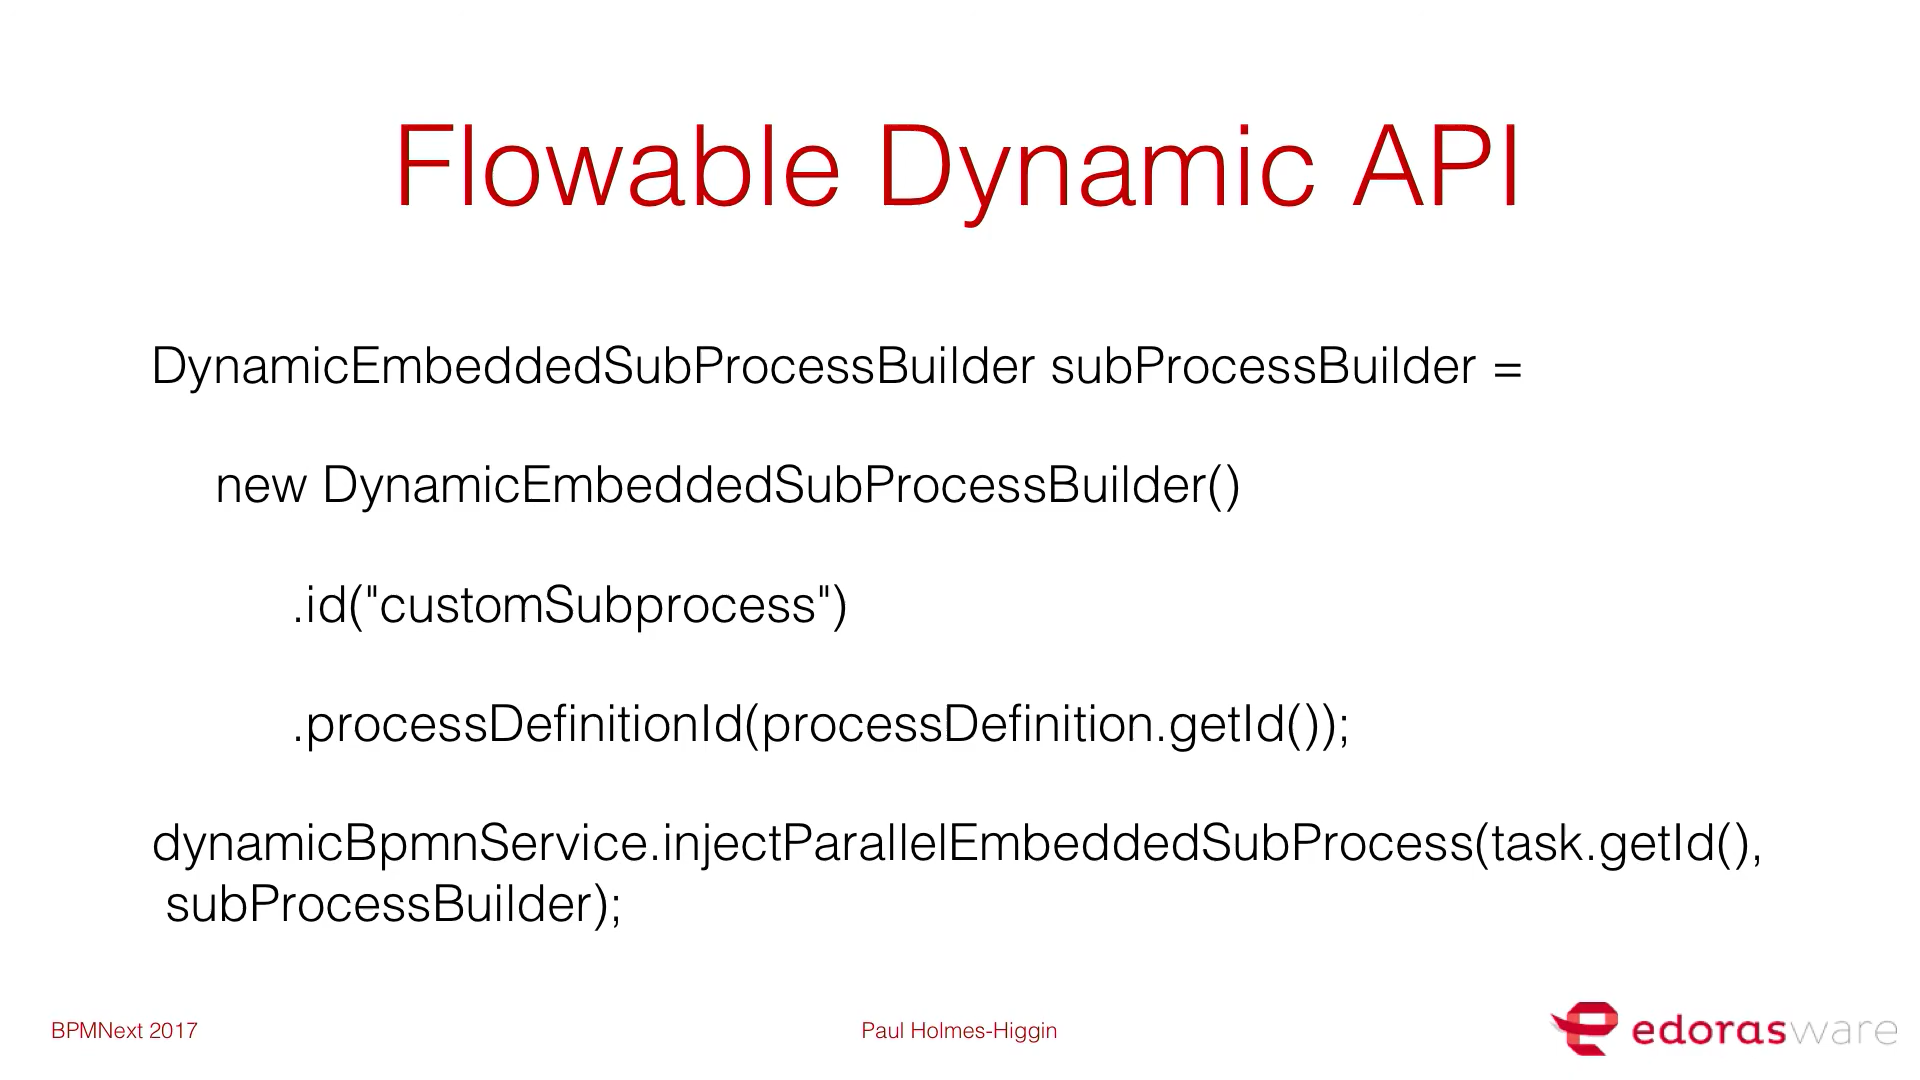 Flowable Dynamic API
DynamicEmbeddedSubProcessBuilder subProcessBuilder =
new DynamicEmbeddedSubProcessBuilder()
.id("customSubprocess")
.processDefinitionId(processDefinition.getId());
dynamicBpmnService.injectParallelEmbeddedSubProcess(task.getId(),
subProcessBuilder);
BPMNext 2017
Paul Holmes-Higgin
edorasware